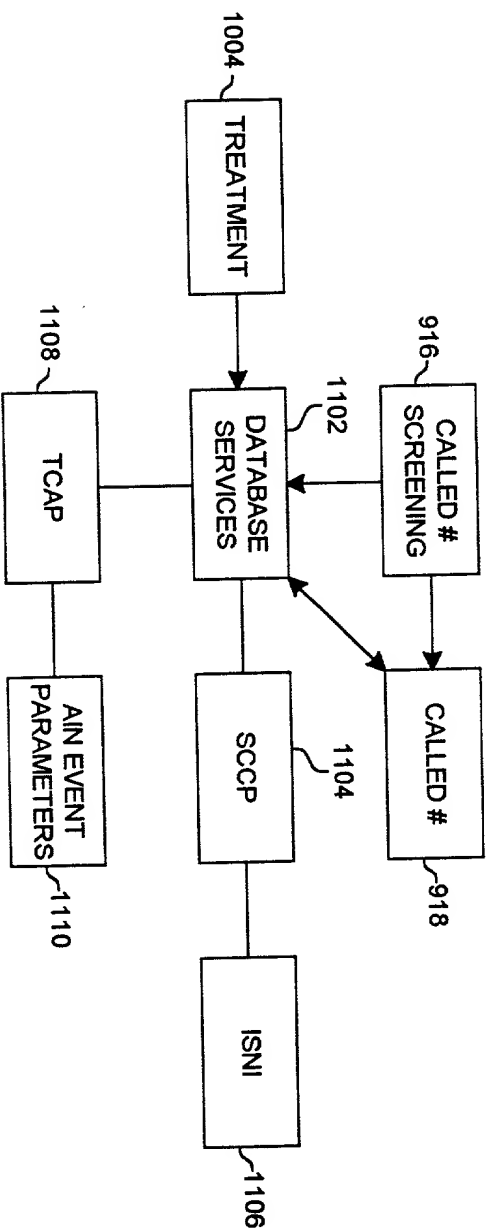 916
CALLED #
SCREENING
CALLED #
918
1004
TREATMENT
1102
DATABASE
SERVICES
SCCP
1104
ISNI
1106
1108
TCAP
AIN EVENT
PARAMETERS
1110